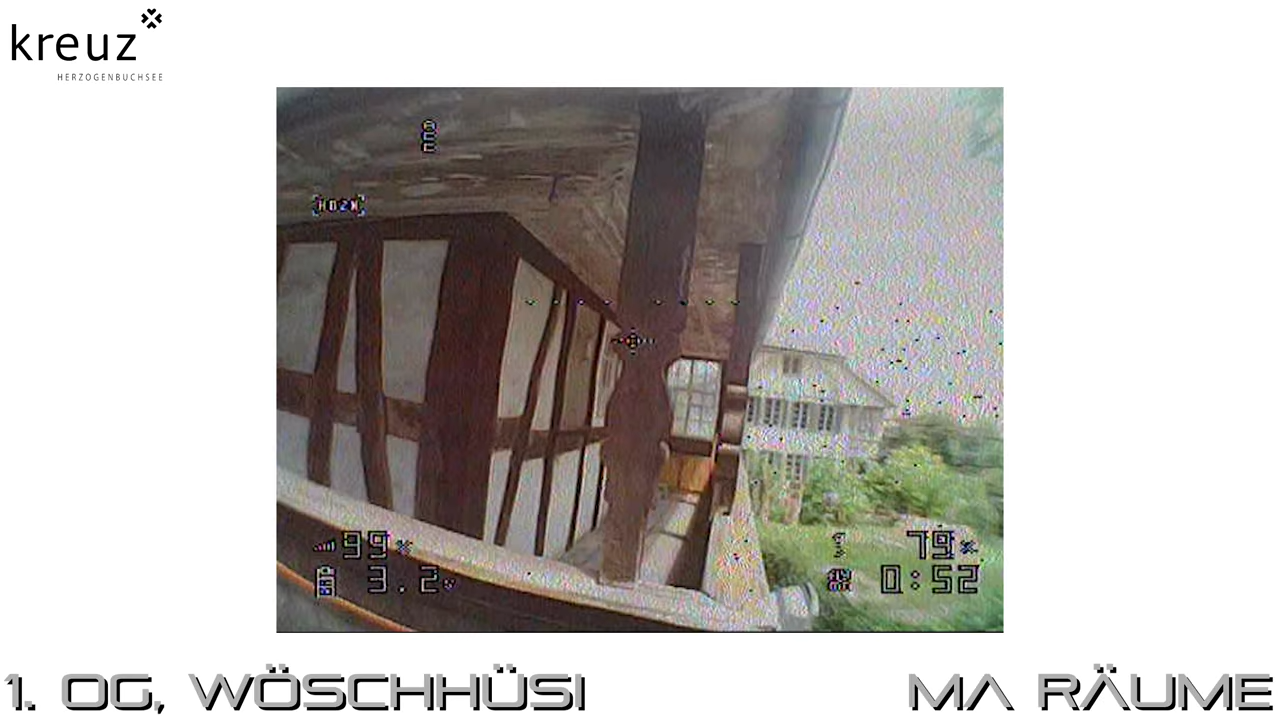 kreuz
HERZOGENBUCHSEE
99%
3.2v
79%
0:52
1. OG, WÖSCHHÜSI
MA RÄUME